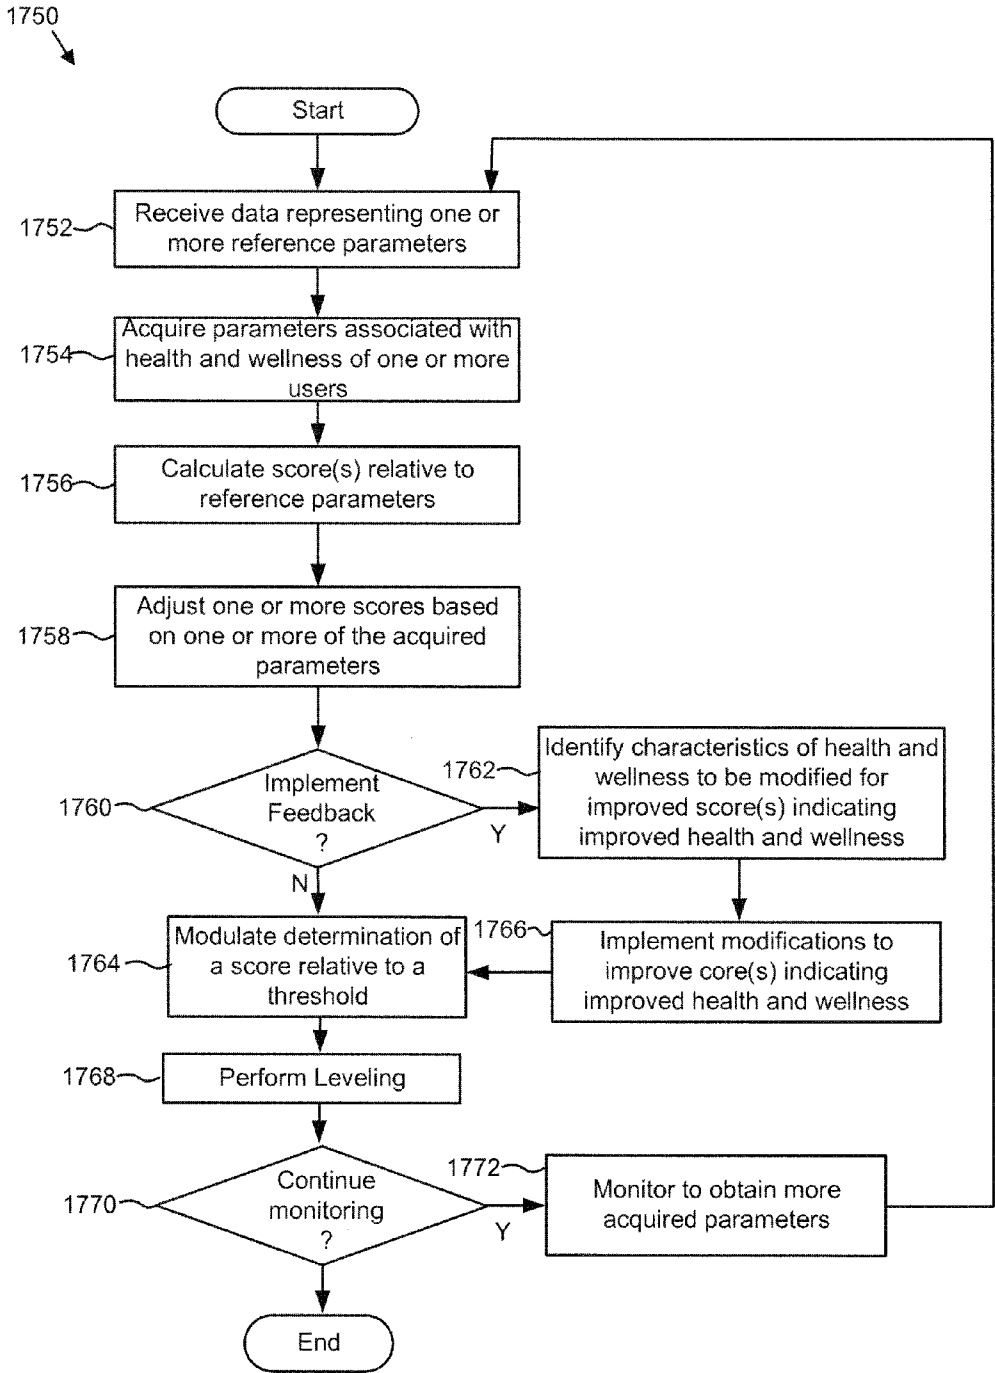 1750
Start
1752
Receive data representing one or
more reference parameters
1754
Acquire parameters associated with
health and wellness of one or more
users
1756
Calculate score(s) relative to
reference parameters
1758
Adjust one or more scores based
on one or more of the acquired
parameters
1760
Implement
Feedback
?
Y
N
1762
Identify characteristics of health and
wellness to be modified for
improved score(s) indicating
improved health and wellness
1766
Implement modifications to
improve core(s) indicating
improved health and wellness
1764
Modulate determination of
a score relative to a
threshold
1768
Perform Leveling
1770
Continue
monitoring
?
Y
1772
Monitor to obtain more
acquired parameters
End